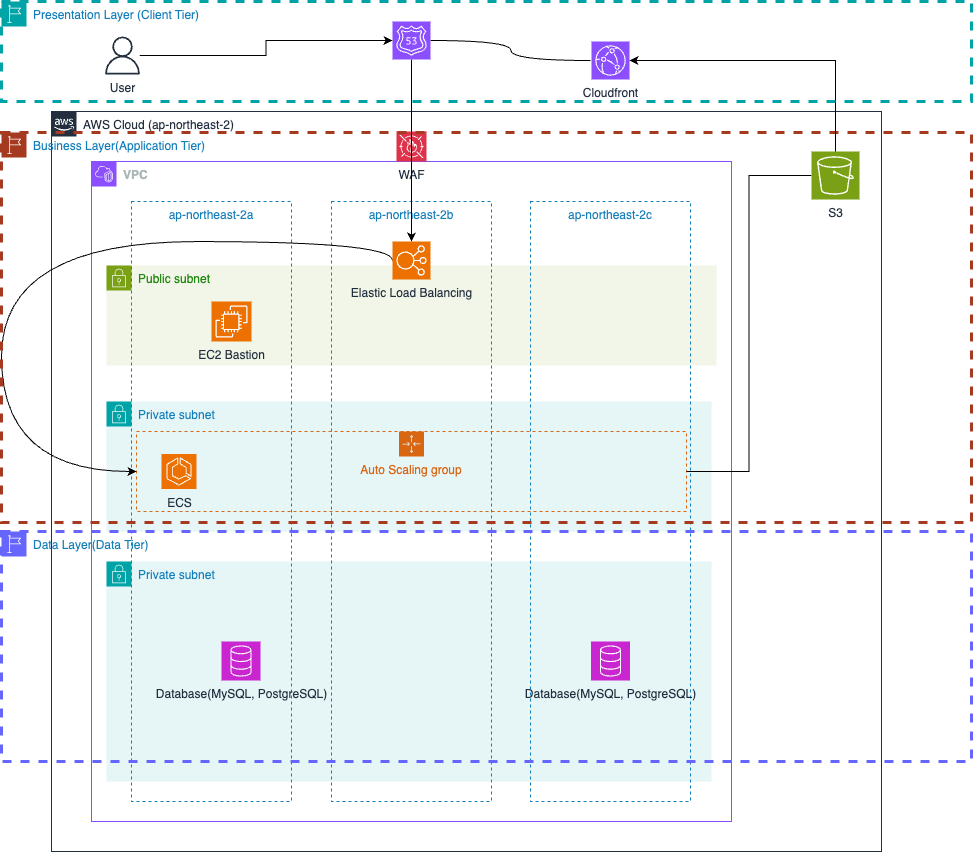 Presentation Layer (Client Tier)
53
User
Cloudfront
aws
AWS Cloud (ap-northeast-2)
Business Layer(Application Tier)
WAF
VPC
S3
ap-northeast-2a
ap-northeast-2b
ap-northeast-2c
Public subnet
Elastic Load Balancing
EC2 Bastion
Private subnet
Auto Scaling group
ECS
Data Layer(Data Tier)
Private subnet
Database(MySQL, PostgreSQL)
Database(MySQL, PostgreSQL)